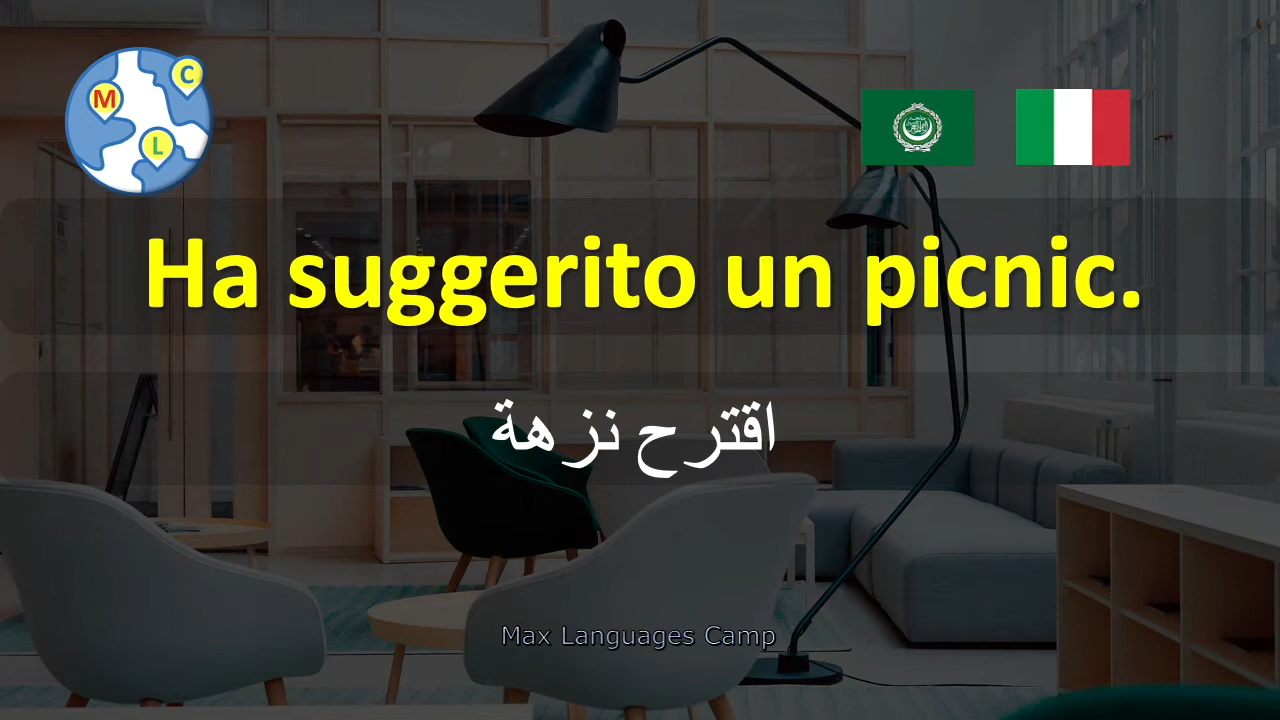 M
C
L
Ha suggerito un picnic.
اقترح نزهة
Max Languages Camp